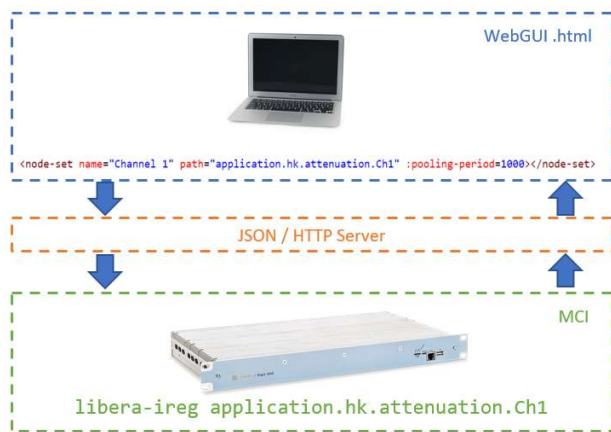 WebGUI .html
<node-set name="Channel 1" path="application.hk.attenuation.Ch1" :pooling-period=1000></node-set>
JSON / HTTP Server
MCI
libera-ireg application.hk.attenuation.Ch1